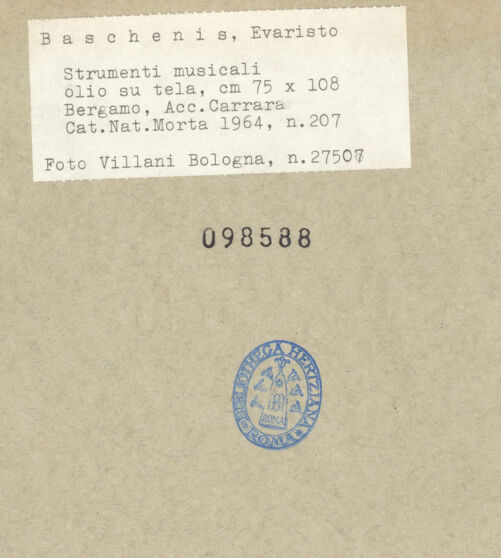 B a s c h e n i s, Evaristo
Strumenti musicali
olio su tela, cm 75 x 108
Bergamo, Acc.Carrara
Cat.Nat.Morta 1964, n.207
Foto Villani Bologna, n.27507
098588
BIBLIOTHECA HERTZIANA
* ROMA *
ROMA